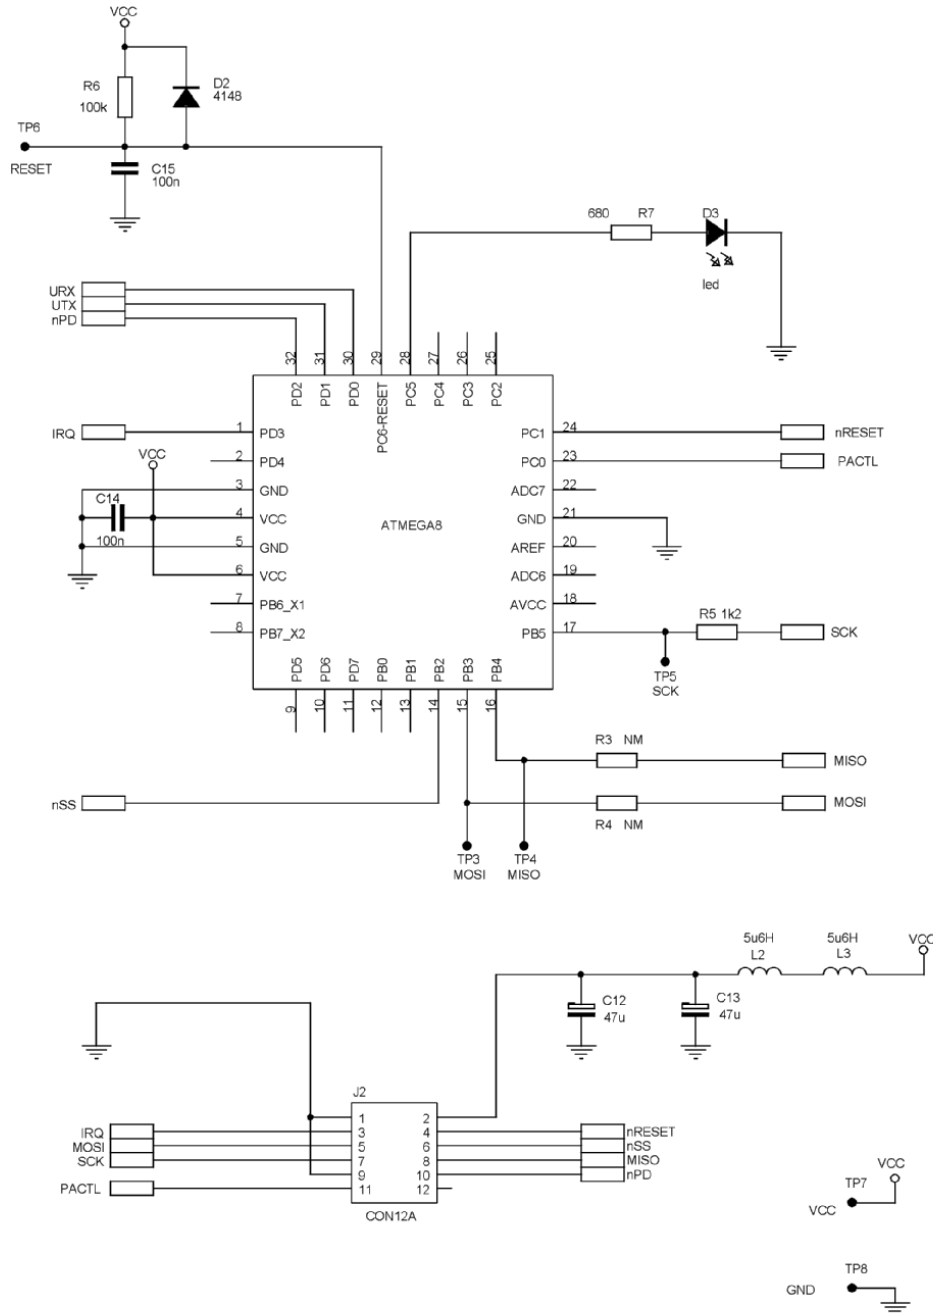 VCC
R6
100k
D2
4148
TP6
RESET
C15
100n
680 R7 D3
led
URX
UTX
nPD
32 31 30 29 28 27 26 25
PD2 PD1 PD0 PC6-RESET PC5 PC4 PC3 PC2
IRQ 1 PD3
PC1 24 nRESET
VCC
2 PD4
PC0 23 PACTL
3 GND
ADC7 22
C14
100n
4 VCC
ATMEGA8
GND 21
5 GND
AREF 20
6 VCC
ADC6 19
7 PB6_X1
AVCC 18
8 PB7_X2
PB5 17
R5 1k2
SCK
TP5
SCK
PD5 PD6 PD7 PB0 PB1 PB2 PB3 PB4
9 10 11 12 13 14 15 16
R3 NM
MISO
nSS
MOSI
R4 NM
TP3
MOSI
TP4
MISO
5u6H
L2
5u6H
L3
VCC
C12
47u
C13
47u
J2
1 2
IRQ 3 4 nRESET
MOSI 5 6 nSS
SCK 7 8 MISO
9 10 nPD
PACTL 11 12
CON12A
VCC
TP7
VCC
TP8
GND